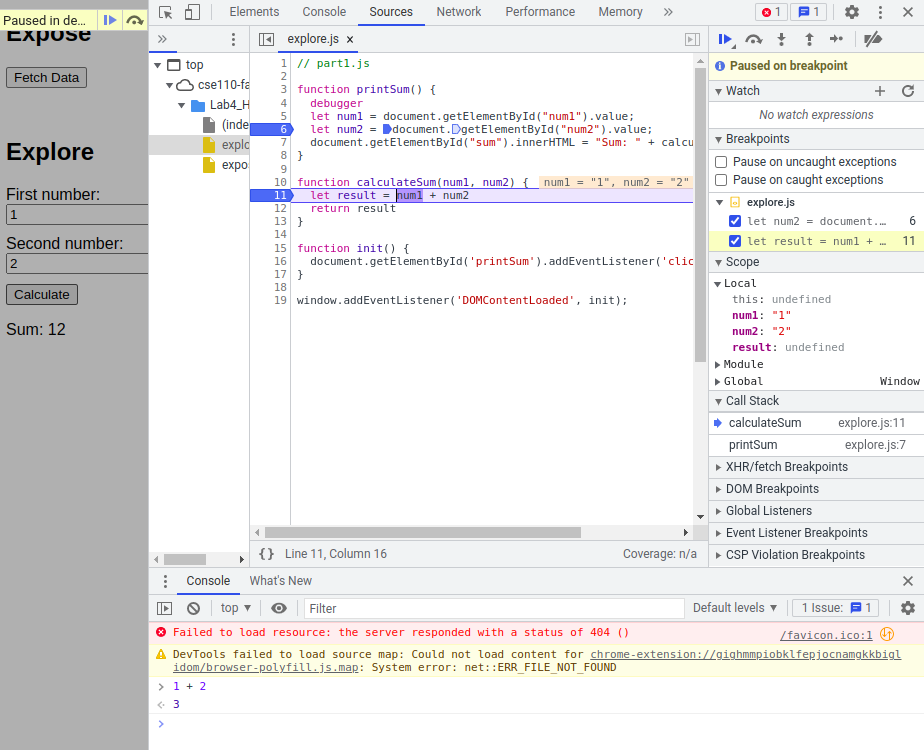 Paused in de...
Expose
Fetch Data
Explore
First number:
1
Second number:
2
Calculate
Sum: 12
Elements Console Sources Network Performance Memory » 1 1
» explore.js ×
top
cse110-fa
Lab4_H
(inde
explo
expo
1 // part1.js
2
3 function printSum() {
4 debugger
5 let num1 = document.getElementById("num1").value;
6 let num2 = document.getElementById("num2").value;
7 document.getElementById("sum").innerHTML = "Sum: " + calcu
8 }
9
10 function calculateSum(num1, num2) { num1 = "1", num2 = "2"
11 let result = num1 + num2
12 return result
13 }
14
15 function init() {
16 document.getElementById('printSum').addEventListener('clic
17 }
18
19 window.addEventListener('DOMContentLoaded', init);
{} Line 11, Column 16 Coverage: n/a
Paused on breakpoint
Watch
No watch expressions
Breakpoints
Pause on uncaught exceptions
Pause on caught exceptions
explore.js
let num2 = document.… 6
let result = num1 + … 11
Scope
Local
this: undefined
num1: "1"
num2: "2"
result: undefined
Module
Global Window
Call Stack
calculateSum explore.js:11
printSum explore.js:7
XHR/fetch Breakpoints
DOM Breakpoints
Global Listeners
Event Listener Breakpoints
CSP Violation Breakpoints
Console What's New
top ▼ Filter Default levels ▼ 1 Issue: 1
Failed to load resource: the server responded with a status of 404 () /favicon.ico:1
DevTools failed to load source map: Could not load content for chrome-extension://gighmmpiobklfepjocnamgkkbigl
idom/browser-polyfill.js.map: System error: net::ERR_FILE_NOT_FOUND
> 1 + 2
3
>